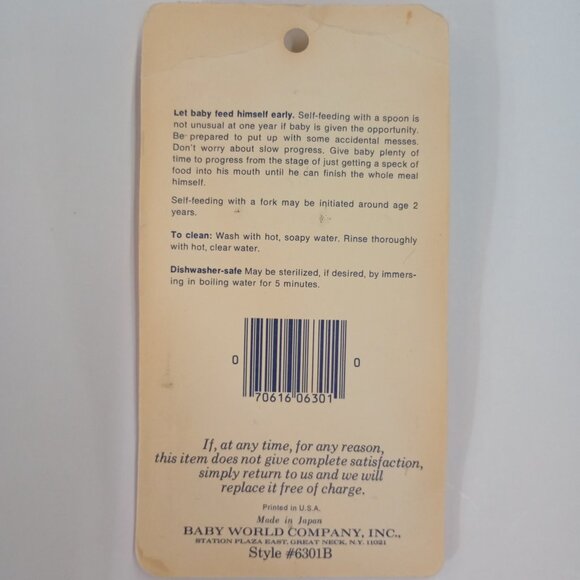 Let baby feed himself early. Self-feeding with a spoon is
not unusual at one year if baby is given the opportunity.
Be prepared to put up with some accidental messes.
Don't worry about slow progress. Give baby plenty of
time to progress from the stage of just getting a speck of
food into his mouth until he can finish the whole meal
himself.
Self-feeding with a fork may be initiated around age 2
years.
To clean: Wash with hot, soapy water. Rinse thoroughly
with hot, clear water.
Dishwasher-safe May be sterilized, if desired, by immers-
ing in boiling water for 5 minutes.
0 70616 06301 0
If, at any time, for any reason,
this item does not give complete satisfaction,
simply return to us and we will
replace it free of charge.
Printed in U.S.A.
Made in Japan
BABY WORLD COMPANY, INC.,
STATION PLAZA EAST, GREAT NECK, N.Y. 11021
Style #6301B